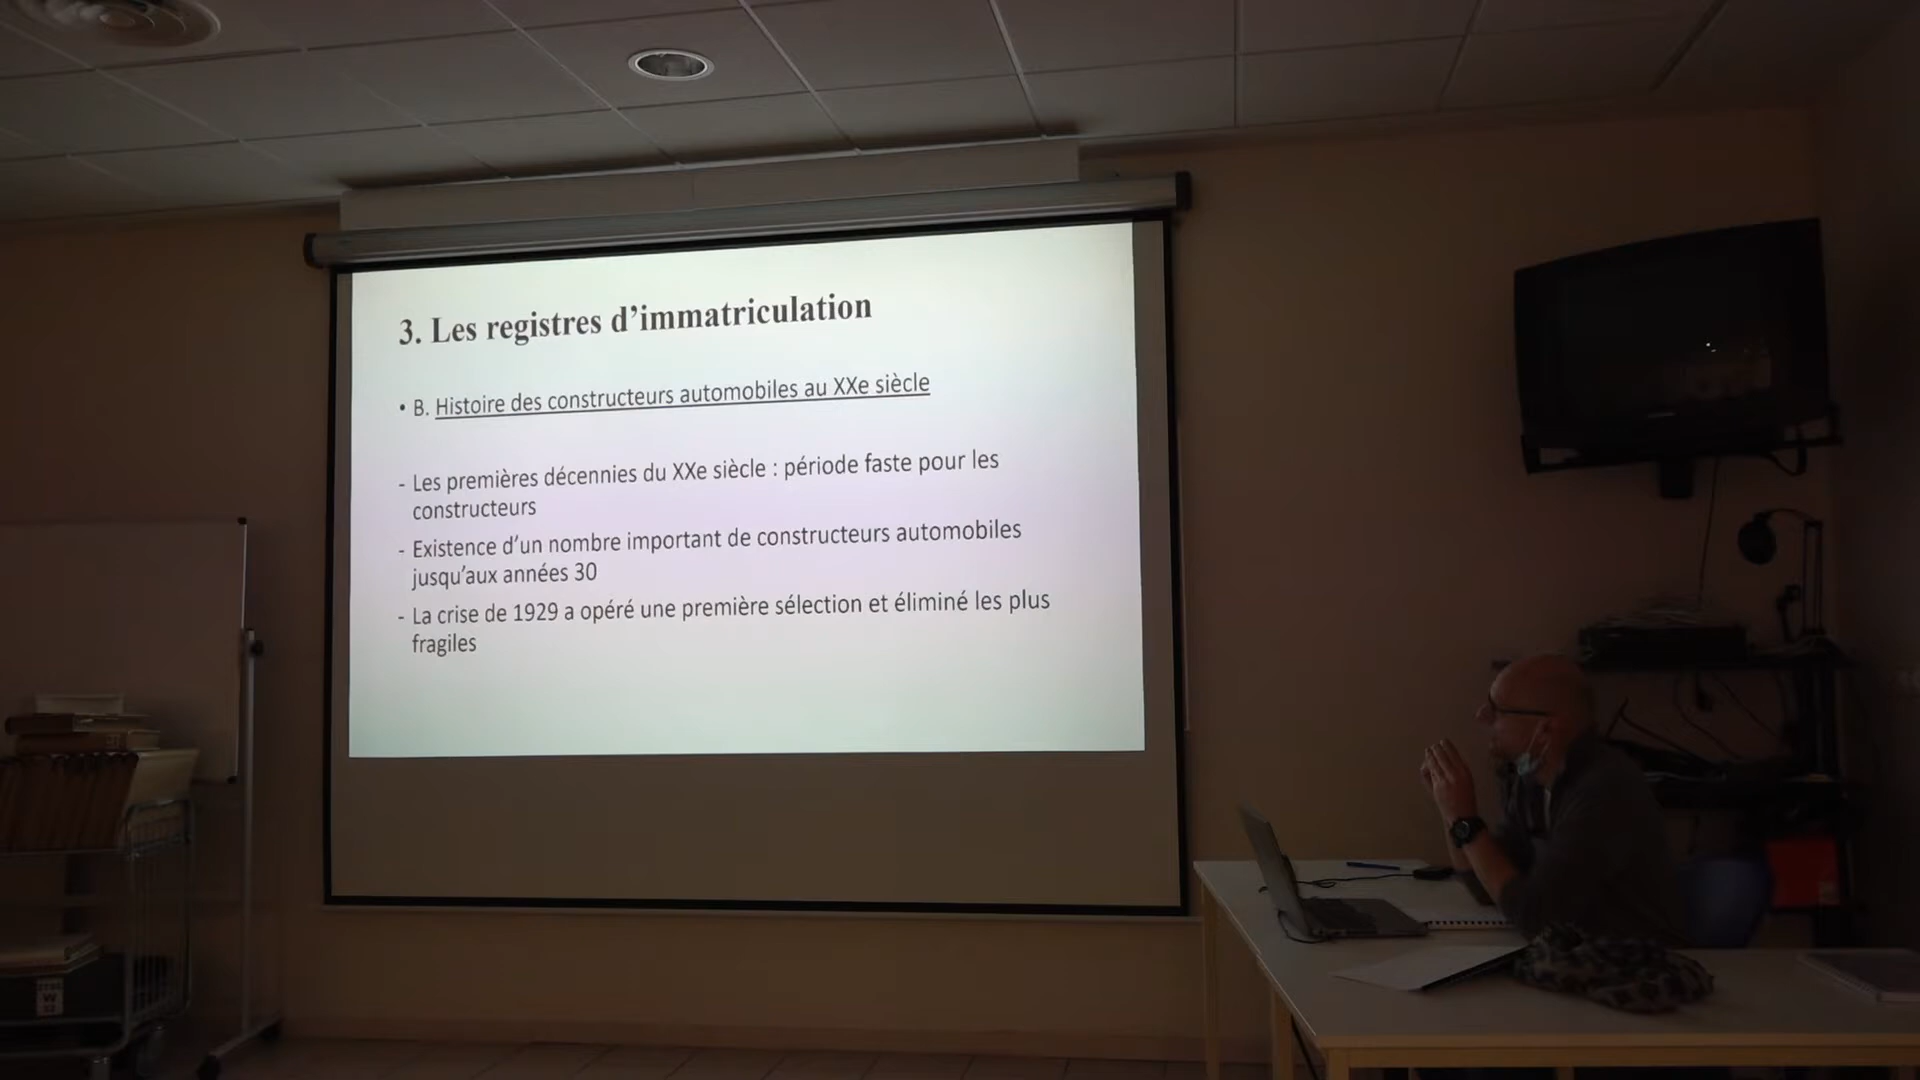 3. Les registres d’immatriculation
• B. Histoire des constructeurs automobiles au XXe siècle
- Les premières décennies du XXe siècle : période faste pour les
constructeurs
- Existence d’un nombre important de constructeurs automobiles
jusqu’aux années 30
- La crise de 1929 a opéré une première sélection et éliminé les plus
fragiles
W